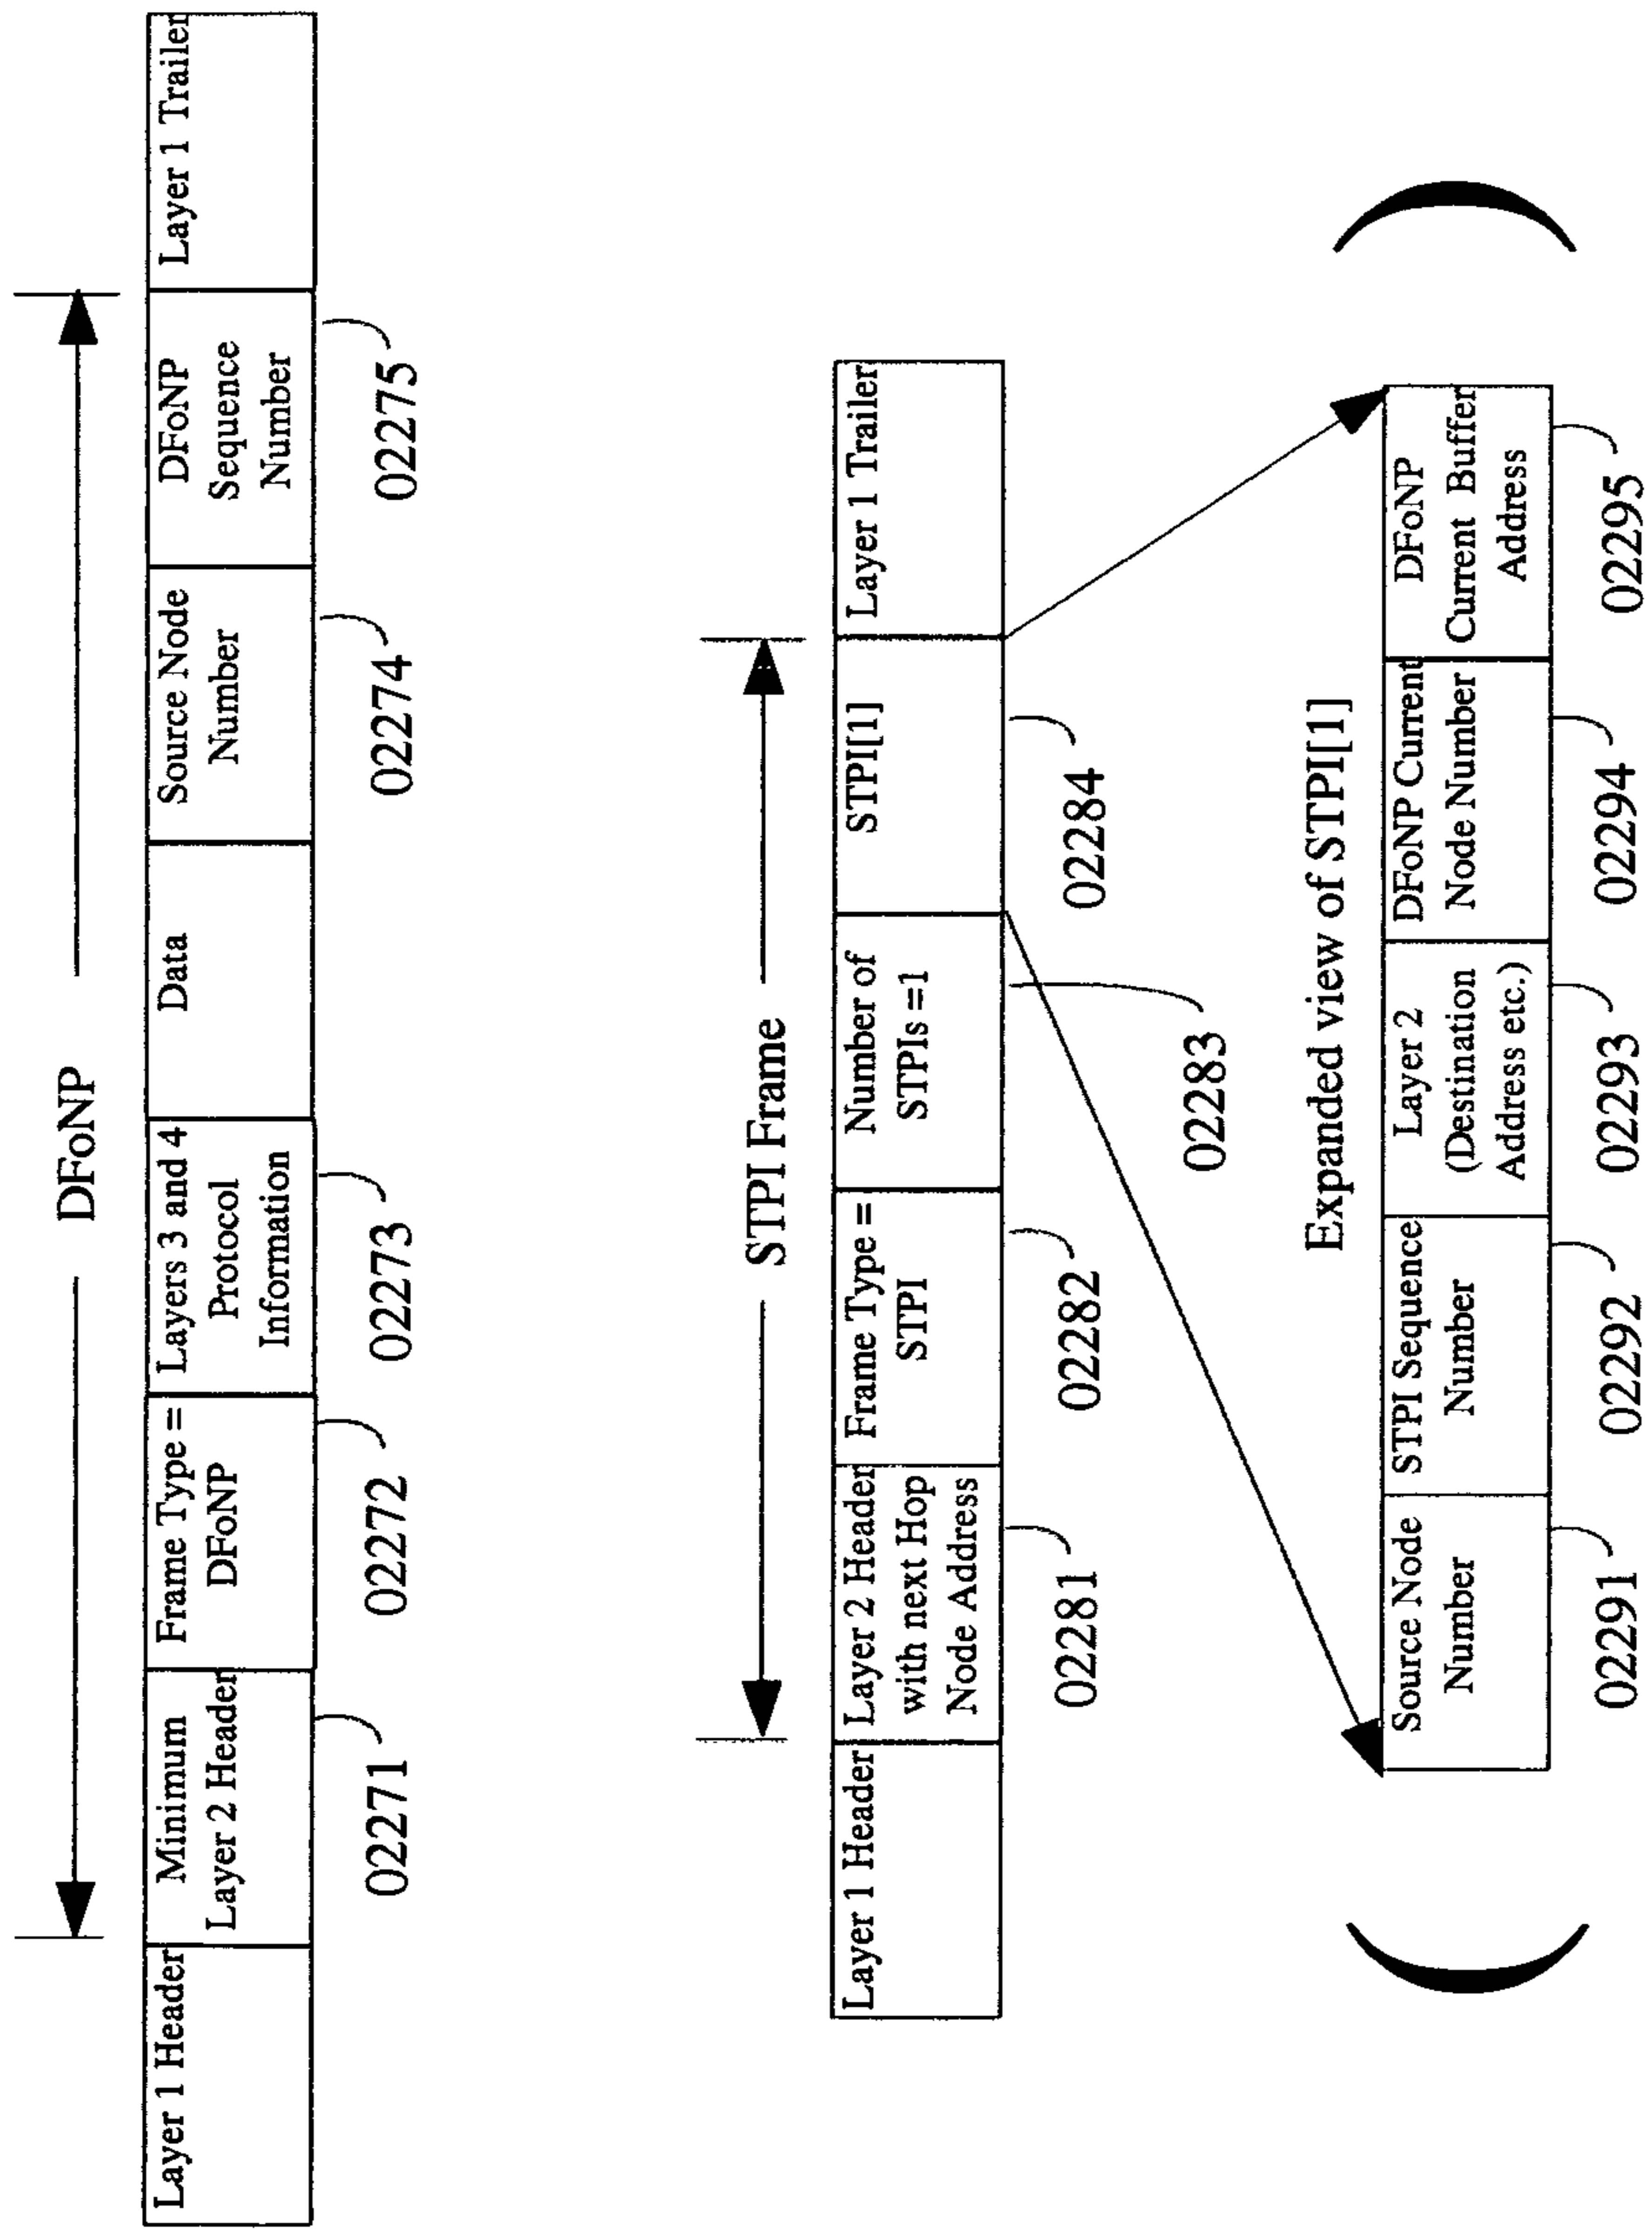 DFoNP
Layer 1 Header
Minimum
Layer 2 Header
Frame Type =
DFoNP
Layers 3 and 4
Protocol
Information
Data
Source Node
Number
DFoNP
Sequence
Number
Layer 1 Trailer
02271
02272
02273
02274
02275
STPI Frame
Layer 1 Header
Layer 2 Header
with next Hop
Node Address
Frame Type =
STPI
Number of
STPIs =1
STPI[1]
Layer 1 Trailer
02281
02282
02283
02284
Expanded view of STPI[1]
Source Node
Number
STPI Sequence
Number
Layer 2
(Destination
Address etc.)
DFoNP Current
Node Number
DFoNP
Current Buffer
Address
02291
02292
02293
02294
02295